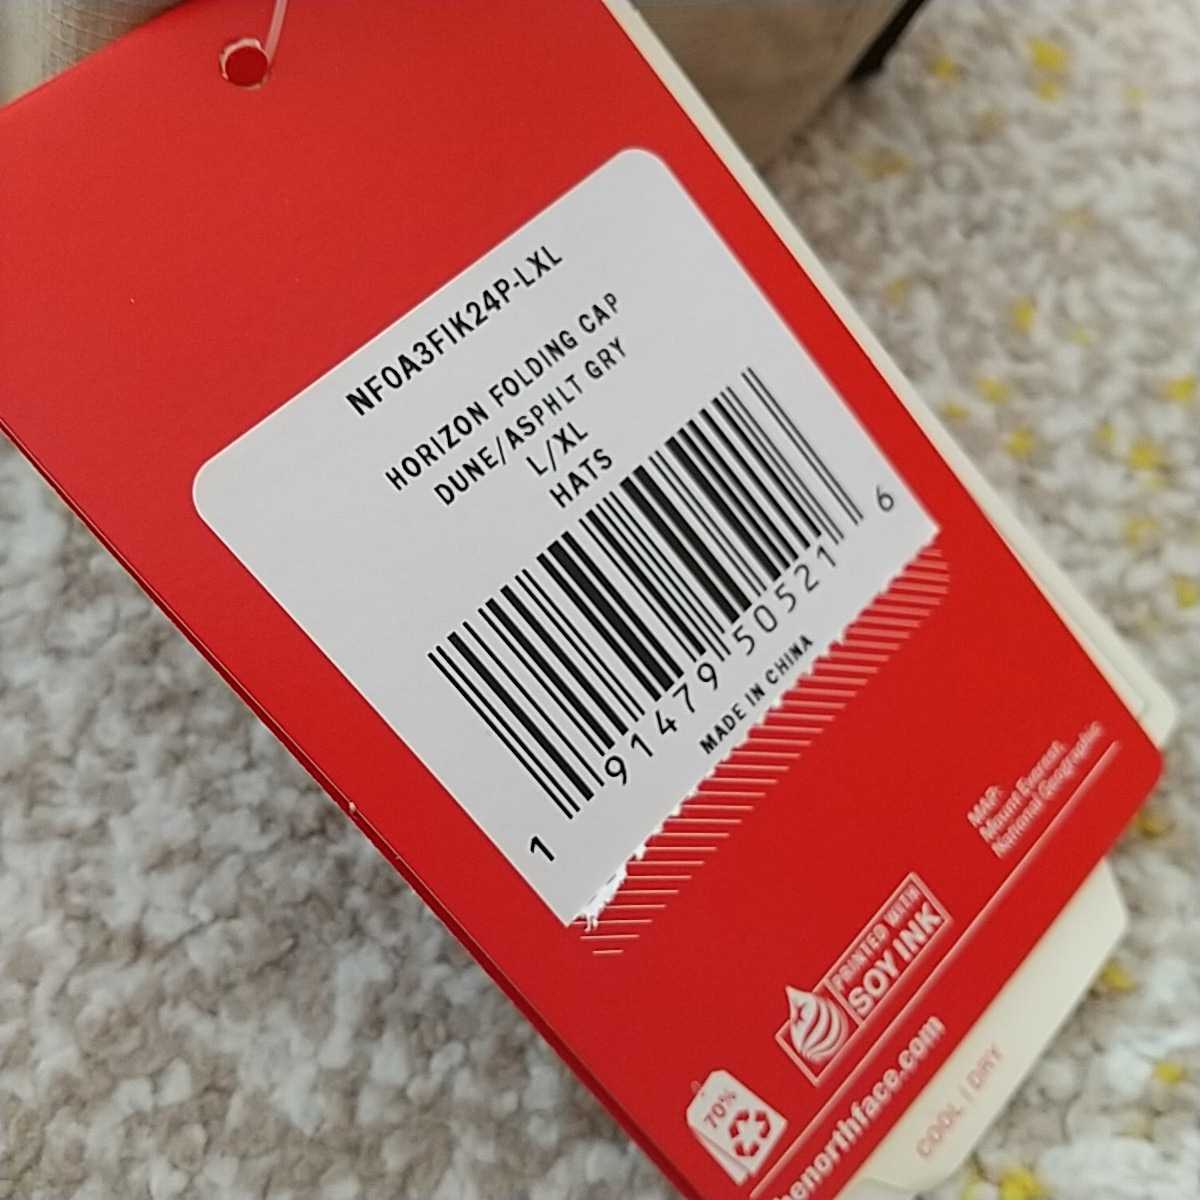 NF0A3FIK24P-LXL
HORIZON FOLDING CAP
DUNE/ASPHLT GRY
L/XL
HATS
1 91479 50521 6
MADE IN CHINA
MAP:
Mount Everest,
National Geographic
PRINTED WITH
SOY INK
70%
henorthface.com
COOL | DRY